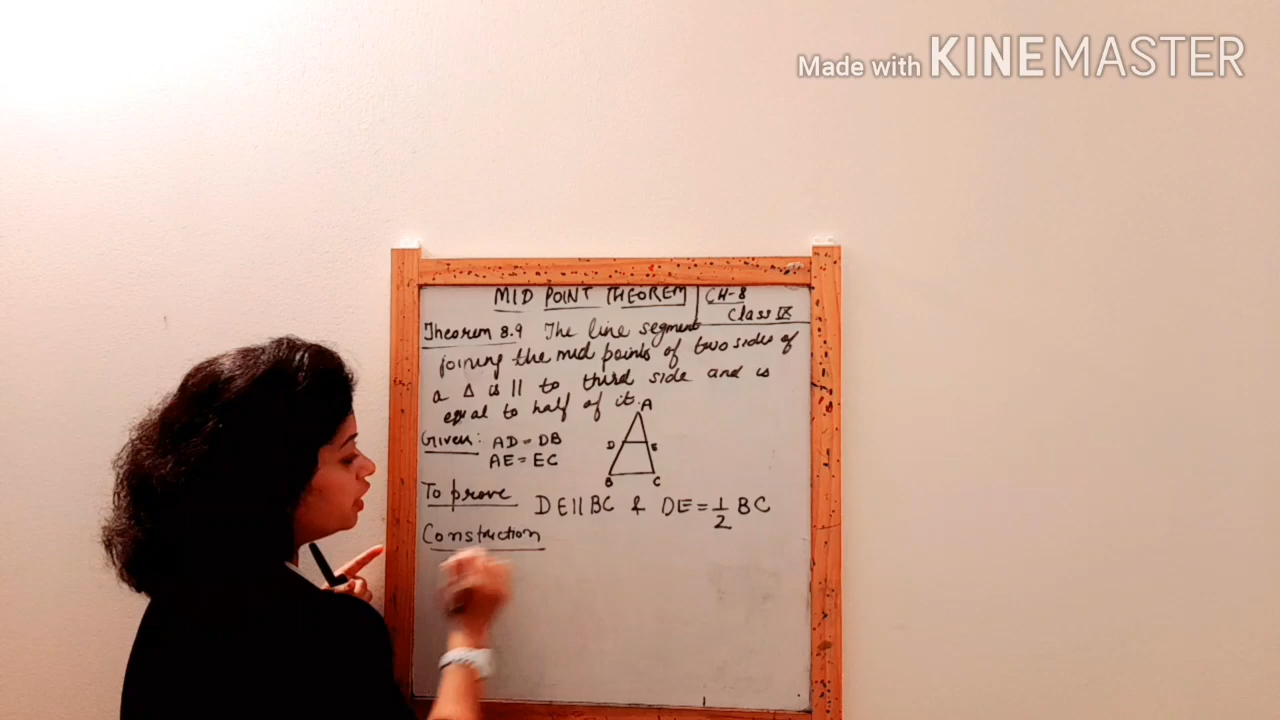 Made with KINEMASTER
MID POINT THEOREM
CH-8
Class IX
Theorem 8.9 The line segment
joining the mid points of two sides of
a Δ is || to third side and is
equal to half of it.
A
Given: AD = DB
D E
AE = EC
B C
To prove DE || BC & DE = 1/2 BC
Construction